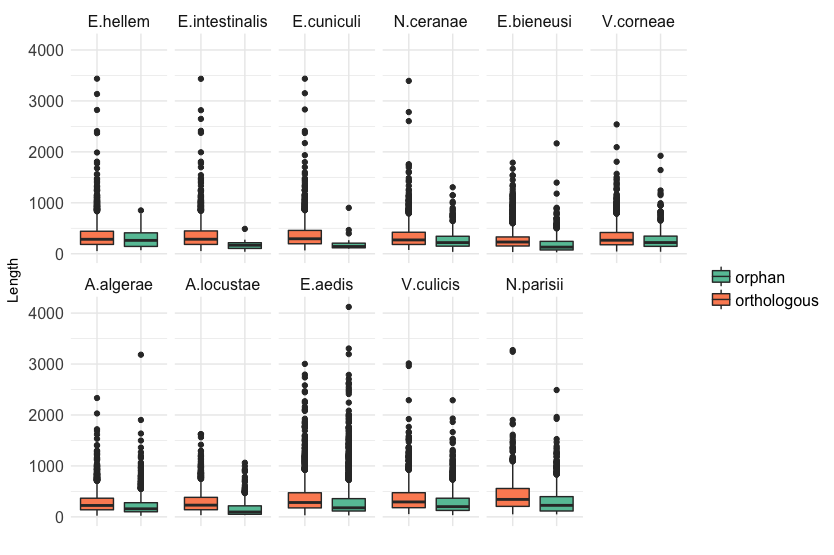 E.hellem E.intestinalis E.cuniculi N.ceranae E.bieneusi V.corneae
4000
3000
2000
1000
0
Length
A.algerae A.locustae E.aedis V.culicis N.parisii
4000
3000
2000
1000
0
orphan
orthologous